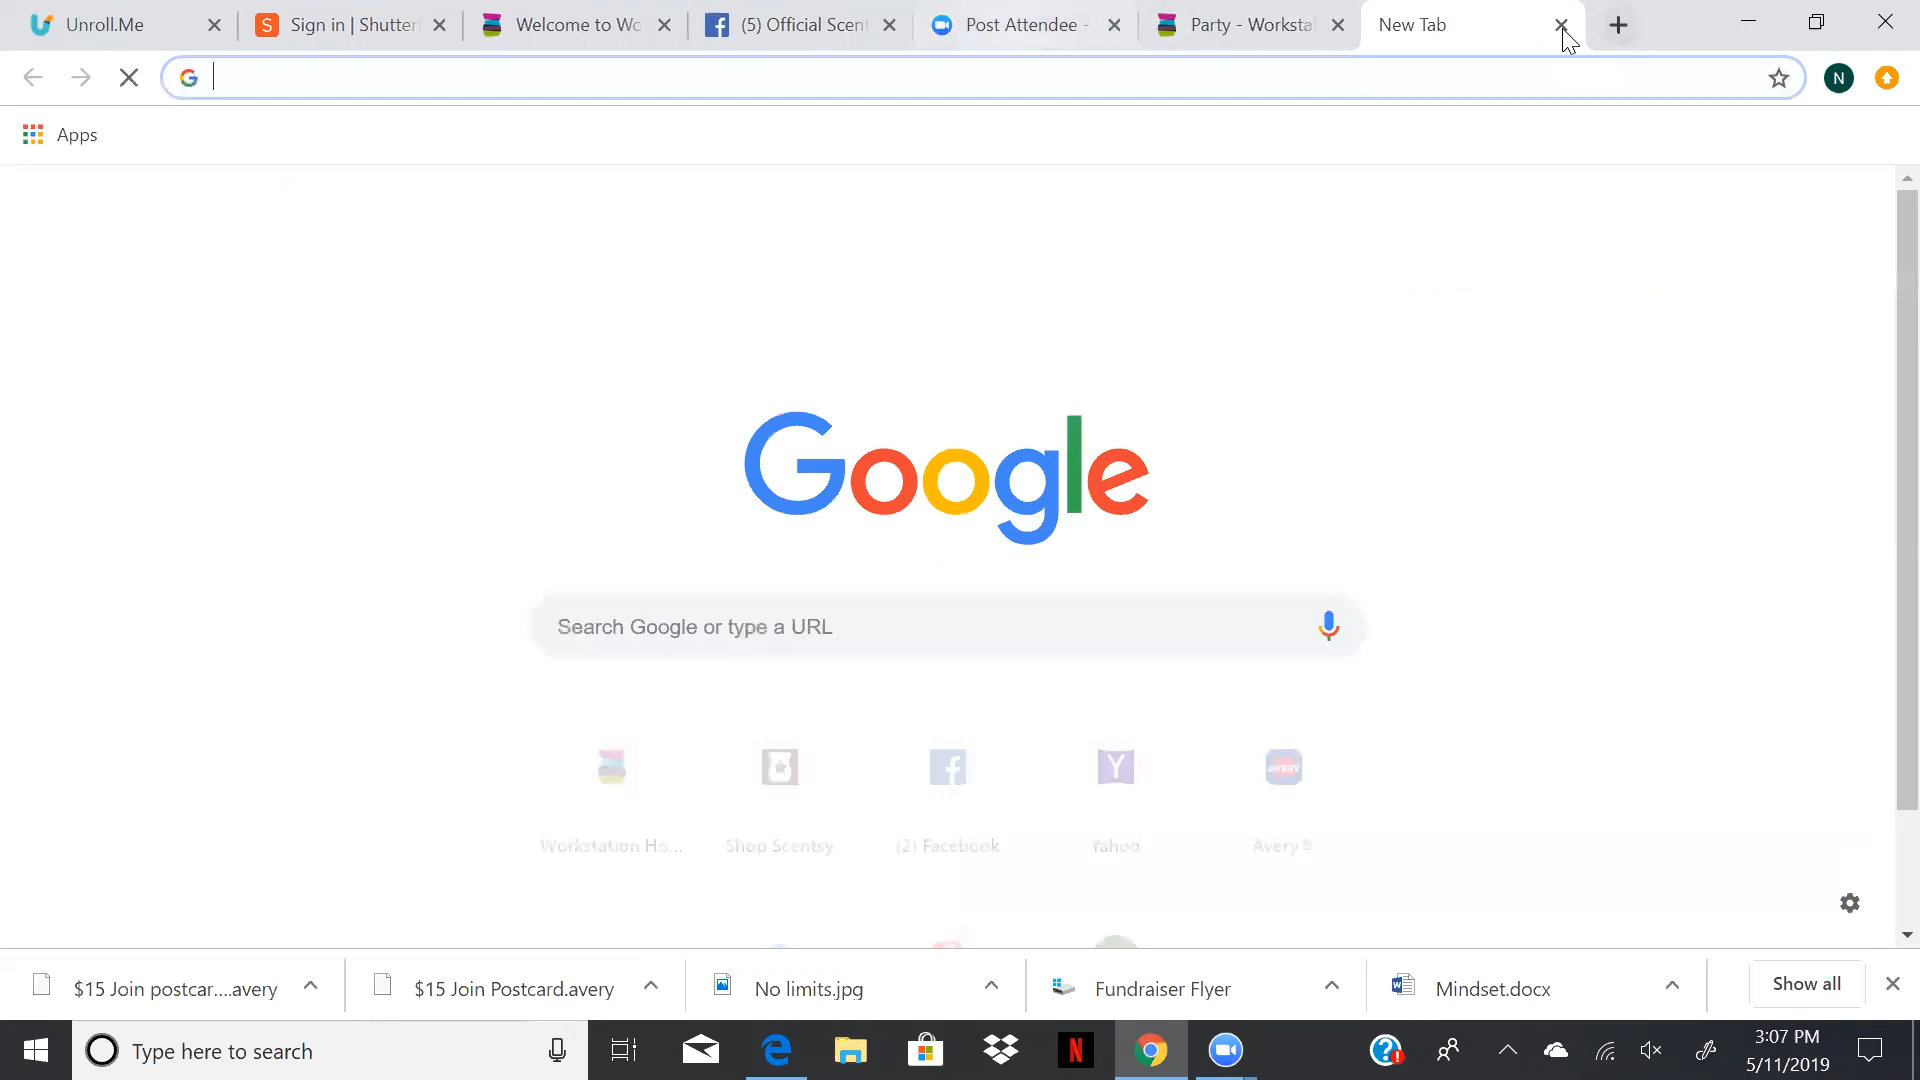 Unroll.Me
Sign in | Shutter
Welcome to Wo
(5) Official Scent
Post Attendee -
Party - Worksta
New Tab
N
Apps
Google
Search Google or type a URL
Workstation Ho...
Shop Scentsy
(2) Facebook
Yahoo
Avery
$15 Join postcar....avery
$15 Join Postcard.avery
No limits.jpg
Fundraiser Flyer
Mindset.docx
Show all
Type here to search
3:07 PM
5/11/2019